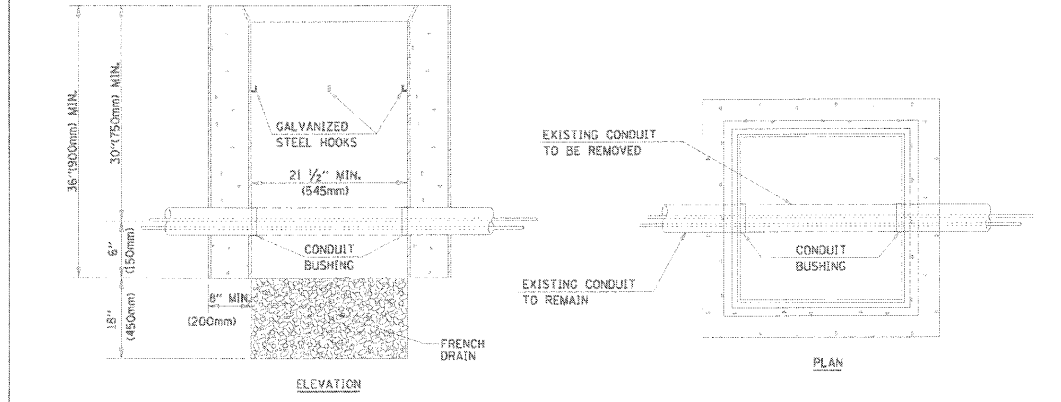 36"(900mm) MIN.
30"(750mm) MIN.
GALVANIZED
STEEL HOOKS
21 1/2" MIN.
(545mm)
6"
(150mm)
CONDUIT
BUSHING
8" MIN.
(200mm)
18"
(450mm)
FRENCH
DRAIN
ELEVATION
EXISTING CONDUIT
TO BE REMOVED
CONDUIT
BUSHING
EXISTING CONDUIT
TO REMAIN
PLAN